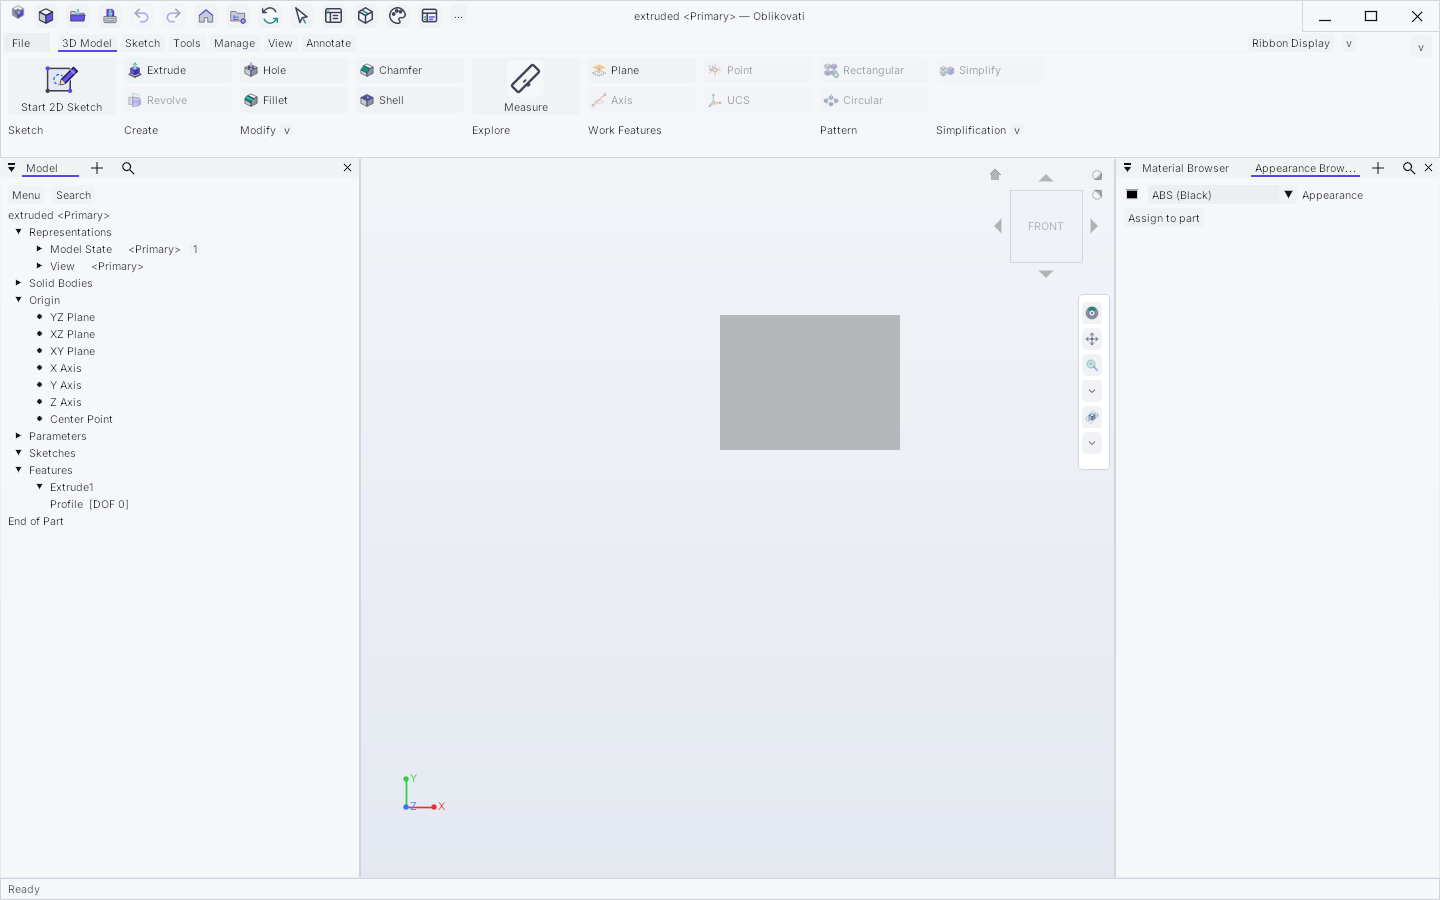 extruded <Primary> — Oblikovati
...
File
3D Model
Sketch
Tools
Manage
View
Annotate
Ribbon Display
v
v
Start 2D Sketch
Extrude
Revolve
Hole
Fillet
Chamfer
Shell
Measure
Plane
Axis
Point
UCS
Rectangular
Circular
Simplify
Sketch
Create
Modify v
Explore
Work Features
Pattern
Simplification v
Model
Menu
Search
extruded <Primary>
Representations
Model State <Primary> 1
View <Primary>
Solid Bodies
Origin
YZ Plane
XZ Plane
XY Plane
X Axis
Y Axis
Z Axis
Center Point
Parameters
Sketches
Features
Extrude1
Profile [DOF 0]
End of Part
FRONT
Y
Z
X
Material Browser
Appearance Brow...
ABS (Black)
Appearance
Assign to part
Ready